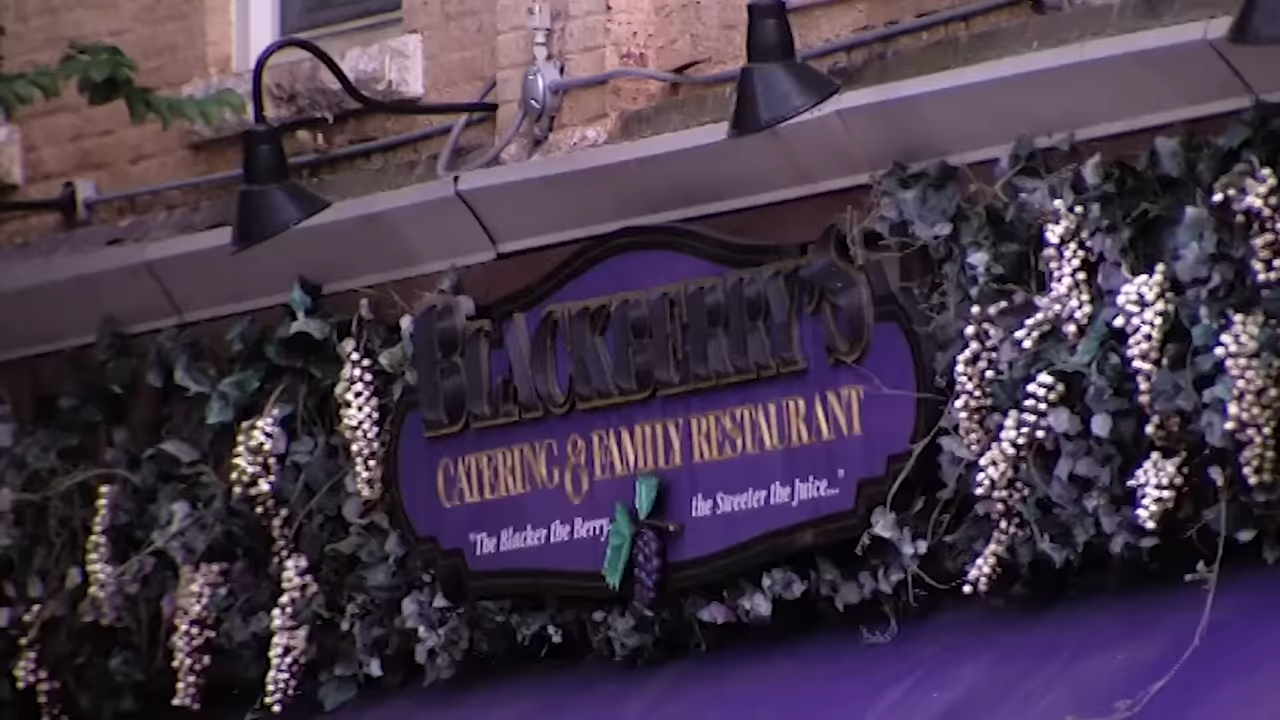 BLACKBERRY'S
CATERING & FAMILY RESTAURANT
"The Blacker the Berry the Sweeter the Juice..."